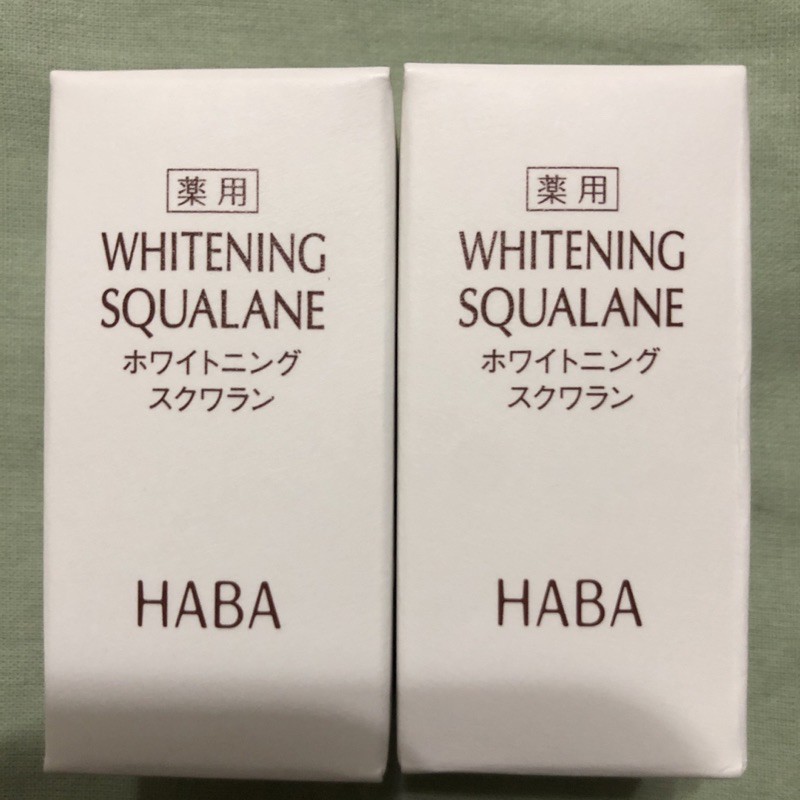 薬用
WHITENING
SQUALANE
ホワイトニング
スクワラン
HABA
薬用
WHITENING
SQUALANE
ホワイトニング
スクワラン
HABA